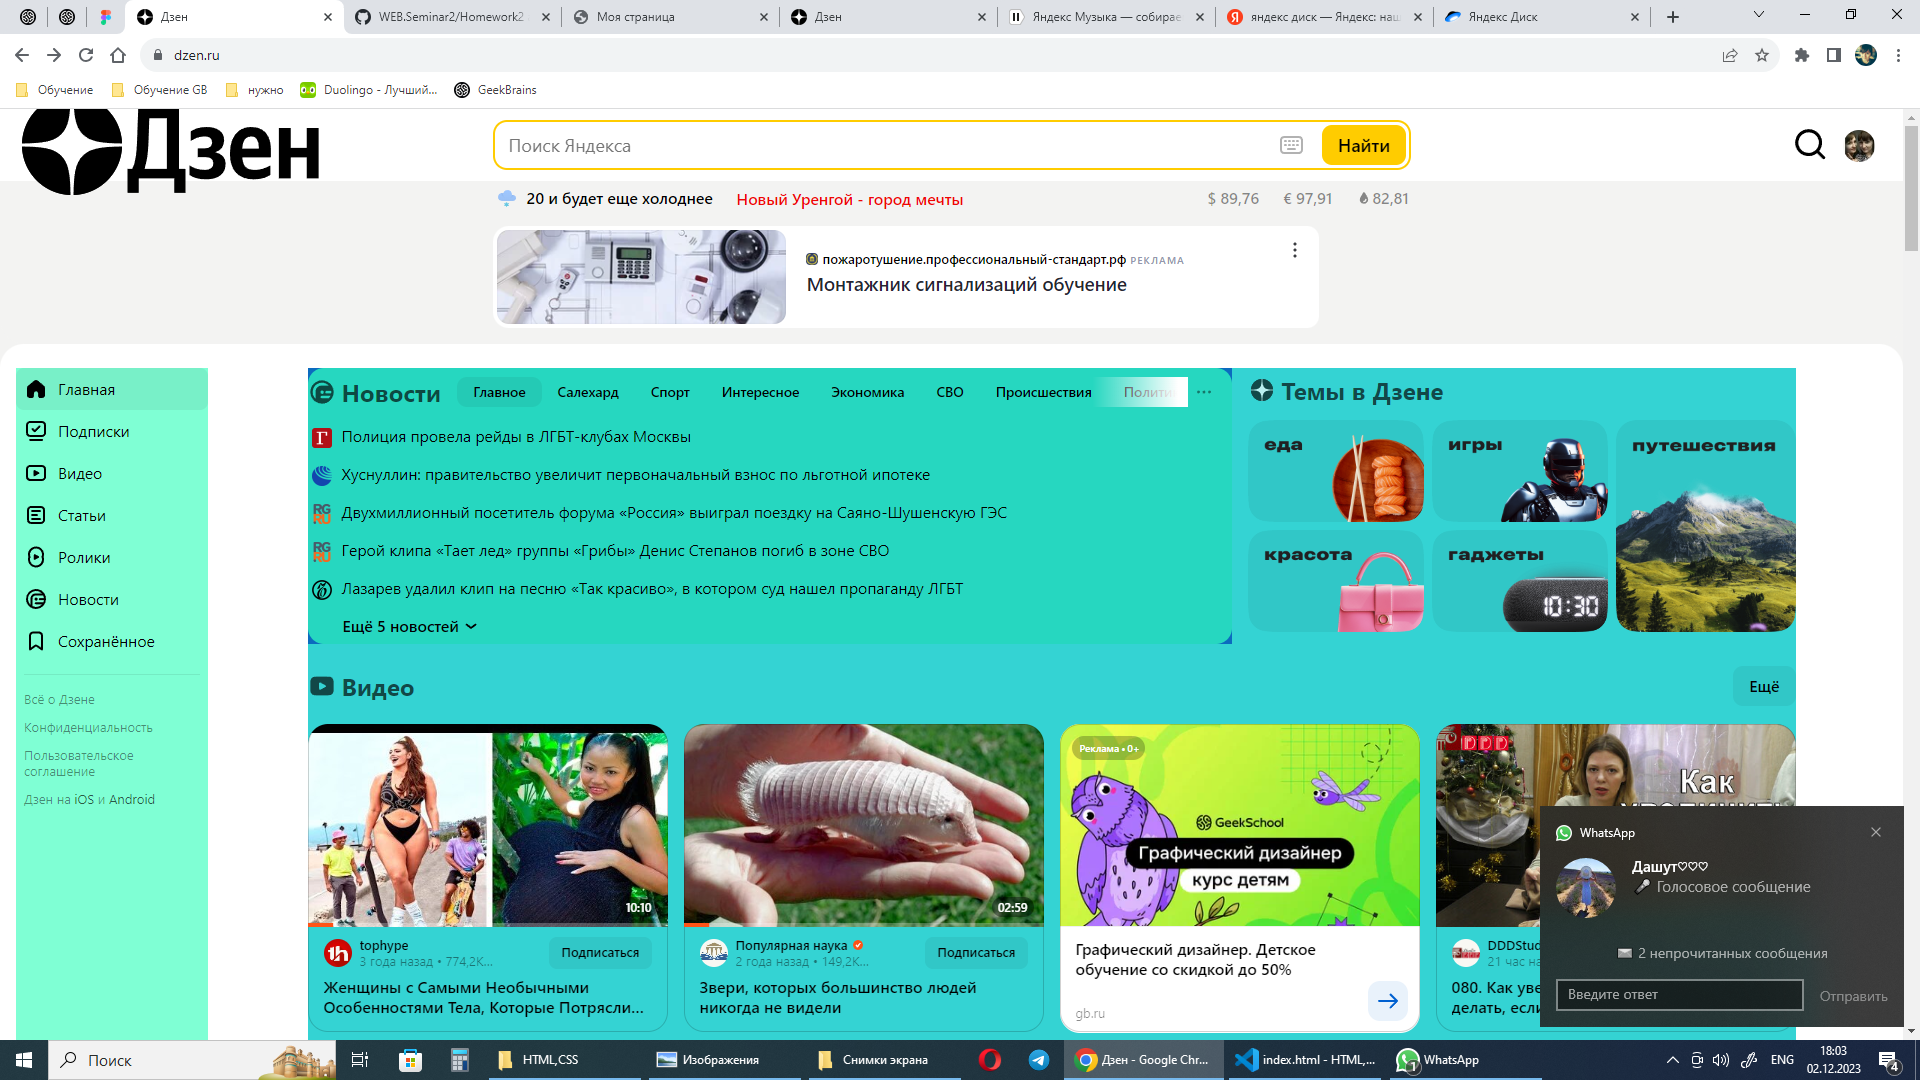 Дзен
WEB.Seminar2/Homework2
Моя страница
Дзен
Яндекс Музыка — собирае
яндекс диск — Яндекс: наш
Яндекс Диск
dzen.ru
Обучение
Обучение GB
нужно
Duolingo - Лучший...
GeekBrains
Дзен
Поиск Яндекса
Найти
20 и будет еще холоднее
Новый Уренгой - город мечты
$ 89,76
€ 97,91
82,81
пожаротушение.профессиональный-стандарт.рф РЕКЛАМА
Монтажник сигнализаций обучение
Главная
Подписки
Видео
Статьи
Ролики
Новости
Сохранённое
Всё о Дзене
Конфиденциальность
Пользовательское
соглашение
Дзен на iOS и Android
Новости
Главное
Салехард
Спорт
Интересное
Экономика
СВО
Происшествия
Полити
Полиция провела рейды в ЛГБТ-клубах Москвы
Хуснуллин: правительство увеличит первоначальный взнос по льготной ипотеке
Двухмиллионный посетитель форума «Россия» выиграл поездку на Саяно-Шушенскую ГЭС
Герой клипа «Тает лед» группы «Грибы» Денис Степанов погиб в зоне СВО
Лазарев удалил клип на песню «Так красиво», в котором суд нашел пропаганду ЛГБТ
Ещё 5 новостей
Темы в Дзене
еда
игры
путешествия
красота
гаджеты
10:30
Видео
Ещё
10:10
tophype
3 года назад • 774,2K...
Подписаться
Женщины с Самыми Необычными
Особенностями Тела, Которые Потрясли...
02:59
Популярная наука
2 года назад • 149,2K...
Подписаться
Звери, которых большинство людей
никогда не видели
Реклама • 0+
GeekSchool
Графический дизайнер
курс детям
Графический дизайнер. Детское
обучение со скидкой до 50%
gb.ru
DDD
Как
DDDStud
21 час на
080. Как уве
делать, если
WhatsApp
Дашут♡♡♡
Голосовое сообщение
2 непрочитанных сообщения
Введите ответ
Отправить
Поиск
HTML,CSS
Изображения
Снимки экрана
Дзен - Google Chr...
index.html - HTML,...
WhatsApp
1
ENG
18:03
02.12.2023
4